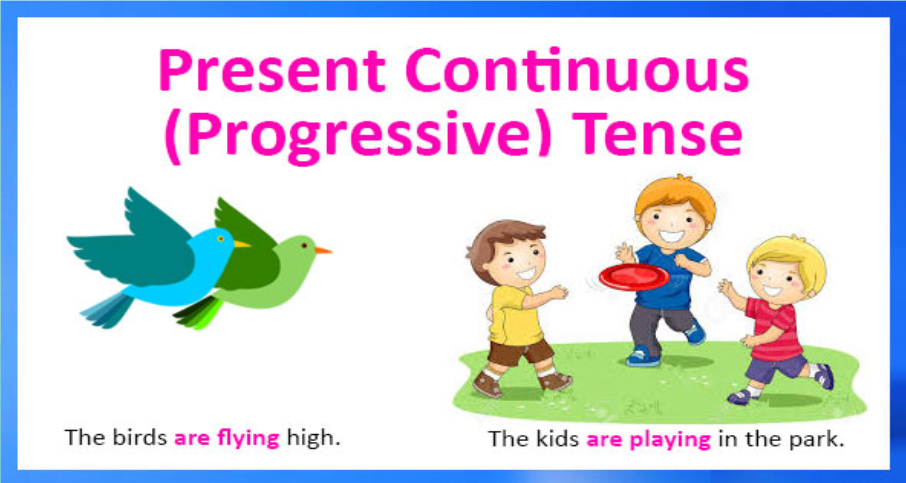 Present Continuous
(Progressive) Tense
The birds are flying high.
The kids are playing in the park.